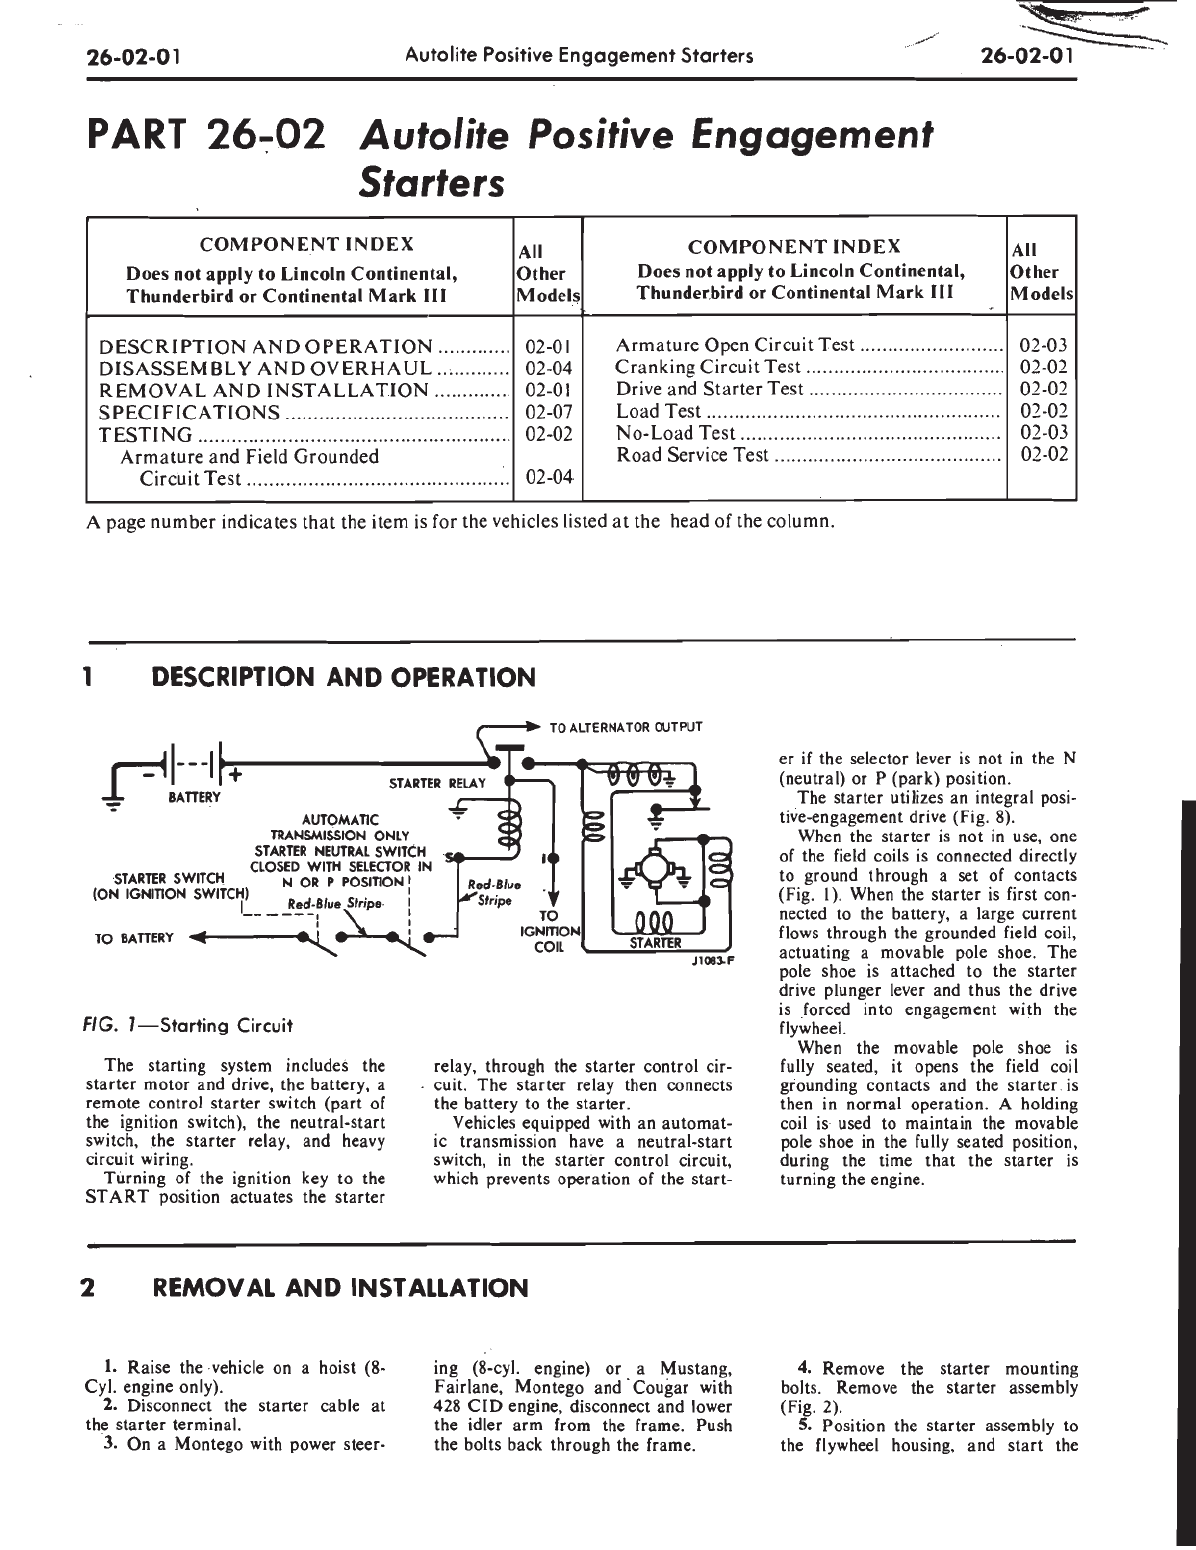 26-02-01 Autolite Positive Engagement Starters 26-02-01
PART 26-02 Autolite Positive Engagement
Starters
COMPONENT INDEX
Does not apply to Lincoln Continental,
Thunderbird or Continental Mark III
All
Other
Models
DESCRIPTION AND OPERATION ............. 02-01
DISASSEMBLY AND OVERHAUL ............. 02-04
REMOVAL AND INSTALLATION ............. 02-01
SPECIFICATIONS ....................................... 02-07
TESTING ....................................................... 02-02
Armature and Field Grounded
Circuit Test .............................................. 02-04
COMPONENT INDEX
Does not apply to Lincoln Continental,
Thunderbird or Continental Mark III
All
Other
Models
Armature Open Circuit Test ......................... 02-03
Cranking Circuit Test ................................... 02-02
Drive and Starter Test .................................. 02-02
Load Test .................................................... 02-02
No-Load Test .............................................. 02-03
Road Service Test ........................................ 02-02
A page number indicates that the item is for the vehicles listed at the head of the column.
1 DESCRIPTION AND OPERATION
TO ALTERNATOR OUTPUT
- +
BATTERY
STARTER RELAY
AUTOMATIC
TRANSMISSION ONLY
STARTER NEUTRAL SWITCH
CLOSED WITH SELECTOR IN
N OR P POSITION
STARTER SWITCH
(ON IGNITION SWITCH)
Red-Blue Stripe
S
I
Red-Blue
Stripe
TO BATTERY
TO
IGNITION
COIL
STARTER
J1083-F
FIG. 1—Starting Circuit
The starting system includes the
starter motor and drive, the battery, a
remote control starter switch (part of
the ignition switch), the neutral-start
switch, the starter relay, and heavy
circuit wiring.
Turning of the ignition key to the
START position actuates the starter
relay, through the starter control cir-
cuit. The starter relay then connects
the battery to the starter.
Vehicles equipped with an automat-
ic transmission have a neutral-start
switch, in the starter control circuit,
which prevents operation of the start-
er if the selector lever is not in the N
(neutral) or P (park) position.
The starter utilizes an integral posi-
tive-engagement drive (Fig. 8).
When the starter is not in use, one
of the field coils is connected directly
to ground through a set of contacts
(Fig. 1). When the starter is first con-
nected to the battery, a large current
flows through the grounded field coil,
actuating a movable pole shoe. The
pole shoe is attached to the starter
drive plunger lever and thus the drive
is forced into engagement with the
flywheel.
When the movable pole shoe is
fully seated, it opens the field coil
grounding contacts and the starter is
then in normal operation. A holding
coil is used to maintain the movable
pole shoe in the fully seated position,
during the time that the starter is
turning the engine.
2 REMOVAL AND INSTALLATION
1. Raise the vehicle on a hoist (8-
Cyl. engine only).
2. Disconnect the starter cable at
the starter terminal.
3. On a Montego with power steer-
ing (8-cyl. engine) or a Mustang,
Fairlane, Montego and Cougar with
428 CID engine, disconnect and lower
the idler arm from the frame. Push
the bolts back through the frame.
4. Remove the starter mounting
bolts. Remove the starter assembly
(Fig. 2).
5. Position the starter assembly to
the flywheel housing, and start the